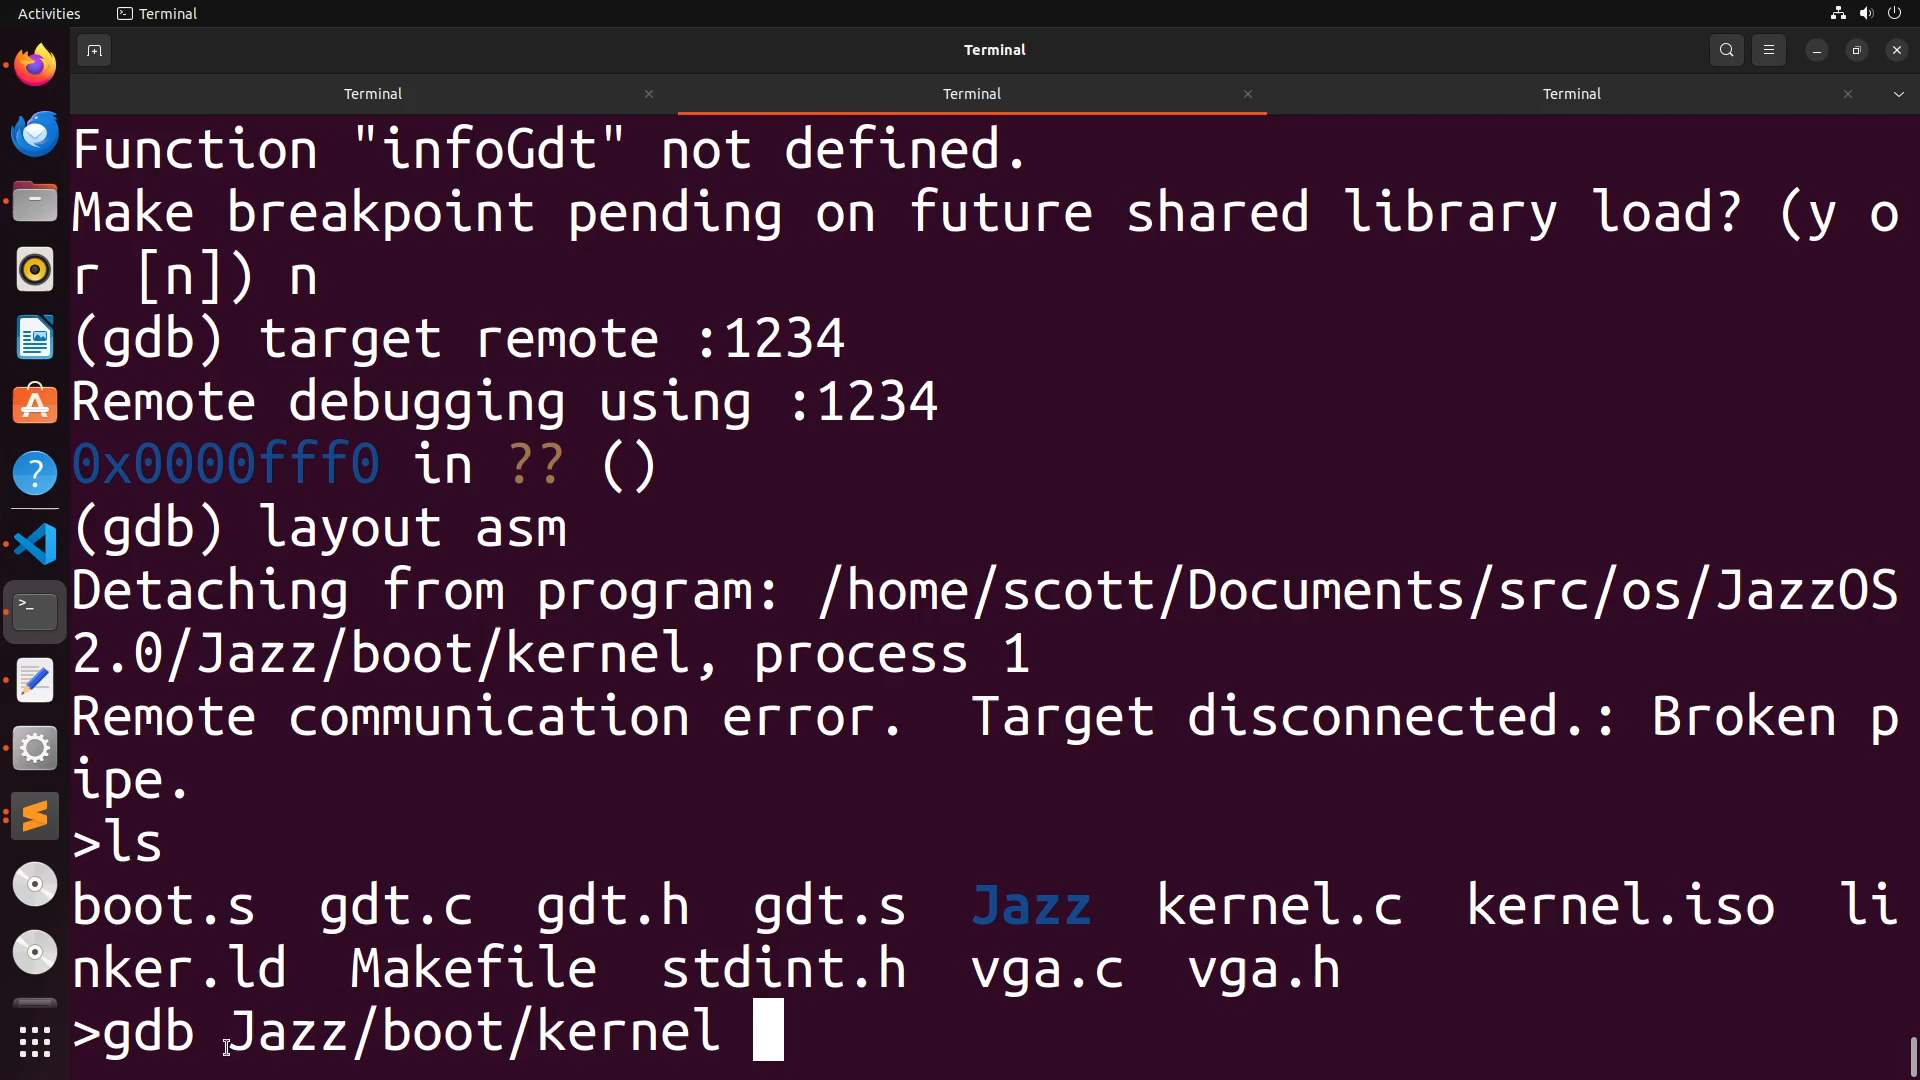 Activities Terminal
Terminal
Terminal Terminal Terminal
Function "infoGdt" not defined.
Make breakpoint pending on future shared library load? (y o
r [n]) n
(gdb) target remote :1234
Remote debugging using :1234
0x0000fff0 in ?? ()
(gdb) layout asm
Detaching from program: /home/scott/Documents/src/os/JazzOS
2.0/Jazz/boot/kernel, process 1
Remote communication error.  Target disconnected.: Broken p
ipe.
>ls
boot.s  gdt.c  gdt.h  gdt.s  Jazz  kernel.c  kernel.iso  li
nker.ld  Makefile  stdint.h  vga.c  vga.h
>gdb Jazz/boot/kernel